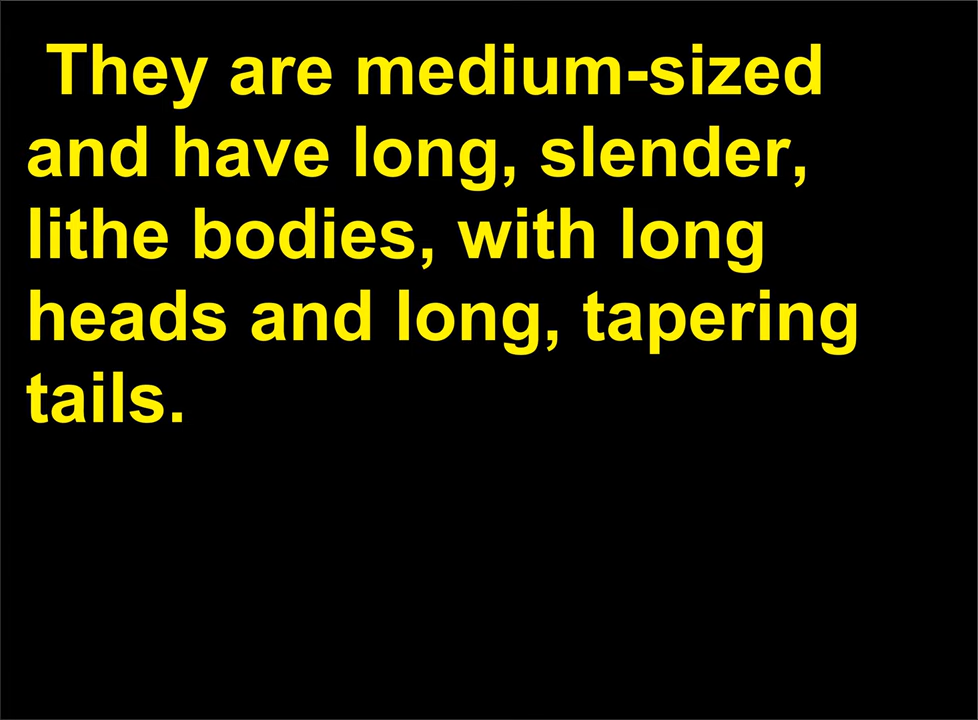 They are medium-sized
and have long, slender,
lithe bodies, with long
heads and long, tapering
tails.